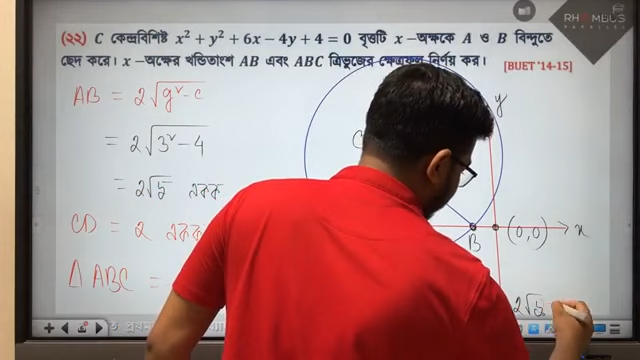 RHOMBUS
PARALLEL
(২২) C কেন্দ্রবিশিষ্ট x² + y² + 6x − 4y + 4 = 0 বৃত্তটি x −অক্ষকে A ও B বিন্দুতে
ছেদ করে। x −অক্ষের খন্ডিতাংশ AB এবং ABC ত্রিভুজের ক্ষেত্রফল নির্ণয় কর।
[BUET '14-15]
AB = 2√g²-c
= 2√3²-4
= 2√5 একক
CD = 2 একক
Δ ABC =
y
C
B
(0,0)
x
2√5